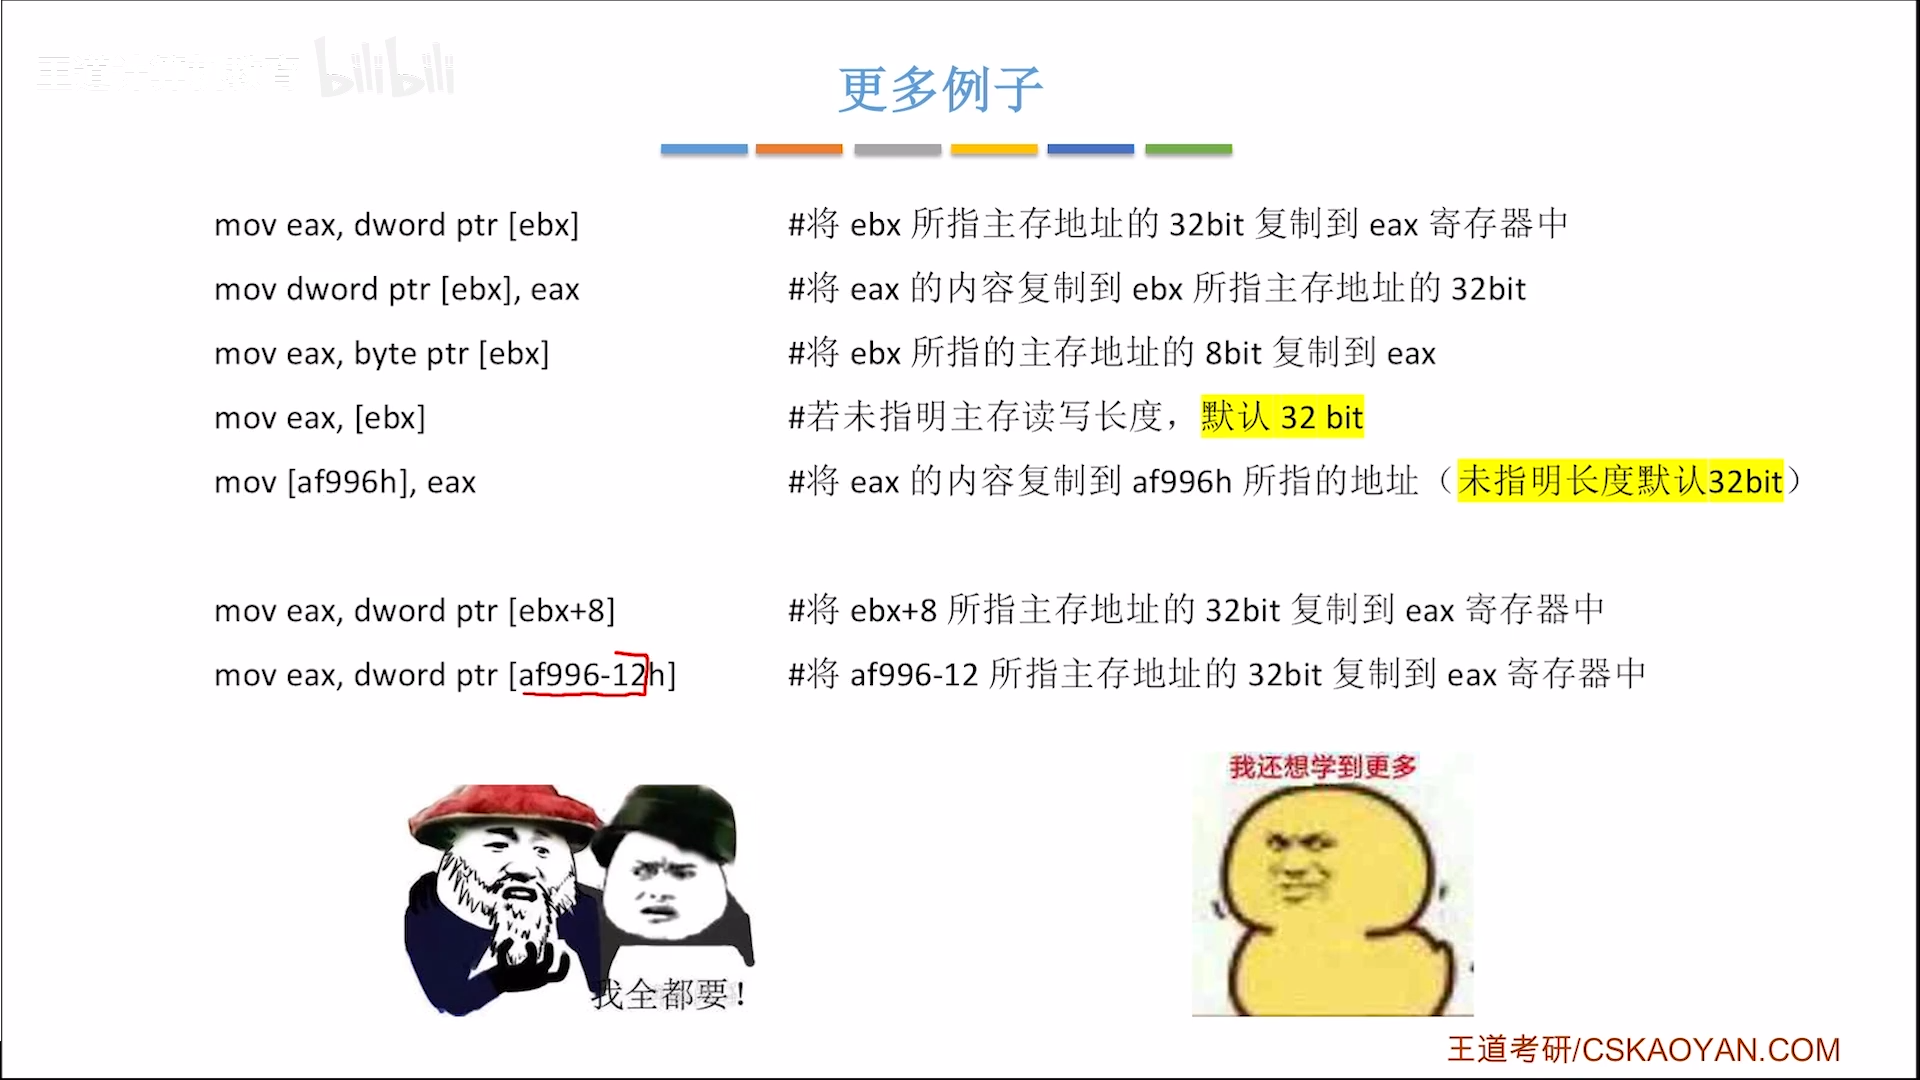 王道计算机教育 bilibili
更多例子
mov eax, dword ptr [ebx] #将 ebx 所指主存地址的 32bit 复制到 eax 寄存器中
mov dword ptr [ebx], eax #将 eax 的内容复制到 ebx 所指主存地址的 32bit
mov eax, byte ptr [ebx] #将 ebx 所指的主存地址的 8bit 复制到 eax
mov eax, [ebx] #若未指明主存读写长度，默认 32 bit
mov [af996h], eax #将 eax 的内容复制到 af996h 所指的地址（未指明长度默认32bit）
mov eax, dword ptr [ebx+8] #将 ebx+8 所指主存地址的 32bit 复制到 eax 寄存器中
mov eax, dword ptr [af996-12h] #将 af996-12 所指主存地址的 32bit 复制到 eax 寄存器中
我还想学到更多
我全都要！
王道考研/CSKAOYAN.COM